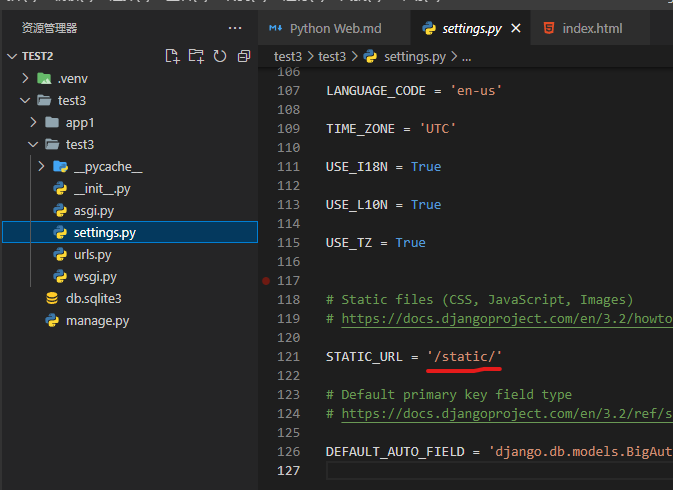 资源管理器
TEST2
.venv
test3
app1
test3
__pycache__
__init__.py
asgi.py
settings.py
urls.py
wsgi.py
db.sqlite3
manage.py
Python Web.md
settings.py
index.html
test3 > test3 > settings.py > ...
106
107 LANGUAGE_CODE = 'en-us'
108
109 TIME_ZONE = 'UTC'
110
111 USE_I18N = True
112
113 USE_L10N = True
114
115 USE_TZ = True
116
117
118 # Static files (CSS, JavaScript, Images)
119 # https://docs.djangoproject.com/en/3.2/howto
120
121 STATIC_URL = '/static/'
122
123 # Default primary key field type
124 # https://docs.djangoproject.com/en/3.2/ref/s
125
126 DEFAULT_AUTO_FIELD = 'django.db.models.BigAut
127